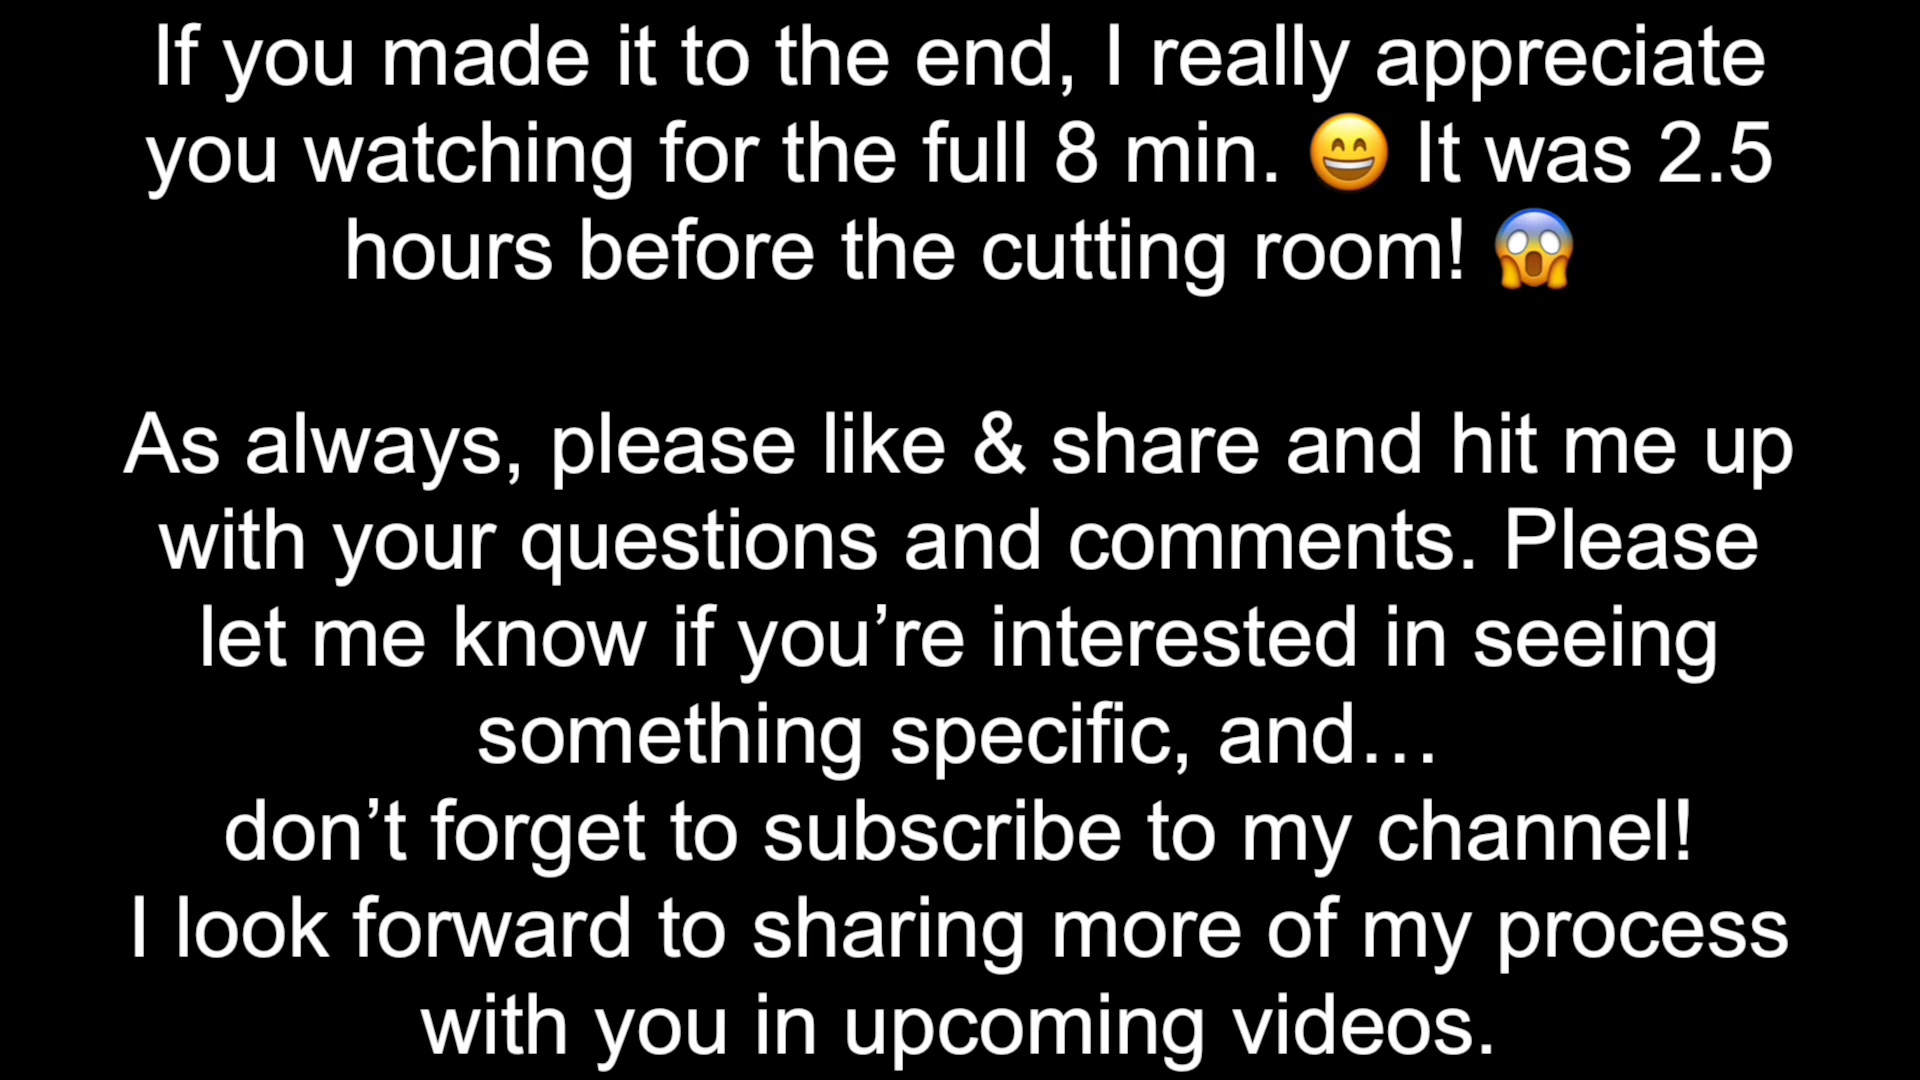 If you made it to the end, I really appreciate
you watching for the full 8 min. 😄 It was 2.5
hours before the cutting room! 😱
As always, please like & share and hit me up
with your questions and comments. Please
let me know if you’re interested in seeing
something specific, and…
don’t forget to subscribe to my channel!
I look forward to sharing more of my process
with you in upcoming videos.